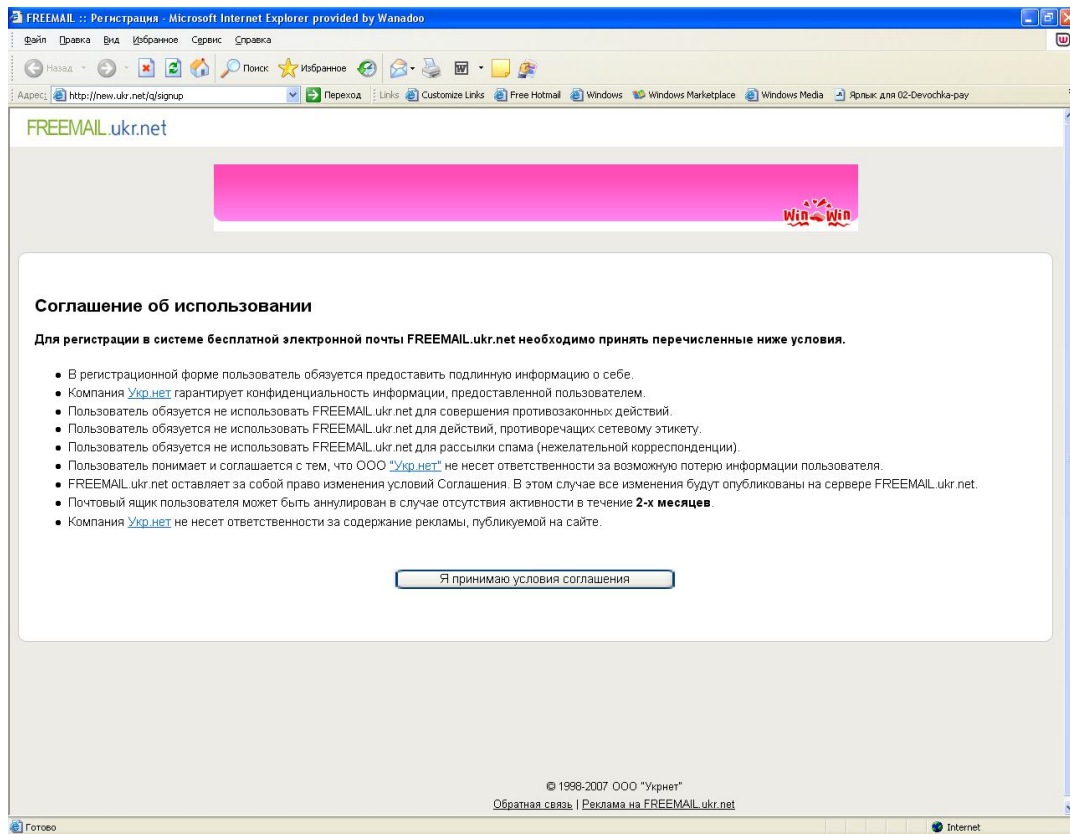 FREEMAIL :: Регистрация - Microsoft Internet Explorer provided by Wanadoo
Файл Правка Вид Избранное Сервис Справка
Назад Поиск Избранное
Адрес: http://new.ukr.net/q/signup Переход Links Customize Links Free Hotmail Windows Windows Marketplace Windows Media Ярлык для 02-Devochka-pay
FREEMAIL.ukr.net
Win Win
Соглашение об использовании
Для регистрации в системе бесплатной электронной почты FREEMAIL.ukr.net необходимо принять перечисленные ниже условия.
• В регистрационной форме пользователь обязуется предоставить подлинную информацию о себе.
• Компания Укр.нет гарантирует конфиденциальность информации, предоставленной пользователем.
• Пользователь обязуется не использовать FREEMAIL.ukr.net для совершения противозаконных действий.
• Пользователь обязуется не использовать FREEMAIL.ukr.net для действий, противоречащих сетевому этикету.
• Пользователь обязуется не использовать FREEMAIL.ukr.net для рассылки спама (нежелательной корреспонденции).
• Пользователь понимает и соглашается с тем, что ООО "Укр.нет" не несет ответственности за возможную потерю информации пользователя.
• FREEMAIL.ukr.net оставляет за собой право изменения условий Соглашения. В этом случае все изменения будут опубликованы на сервере FREEMAIL.ukr.net.
• Почтовый ящик пользователя может быть аннулирован в случае отсутствия активности в течение 2-х месяцев.
• Компания Укр.нет не несет ответственности за содержание рекламы, публикуемой на сайте.
Я принимаю условия соглашения
© 1998-2007 ООО "Укрнет"
Обратная связь | Реклама на FREEMAIL.ukr.net
Готово Internet